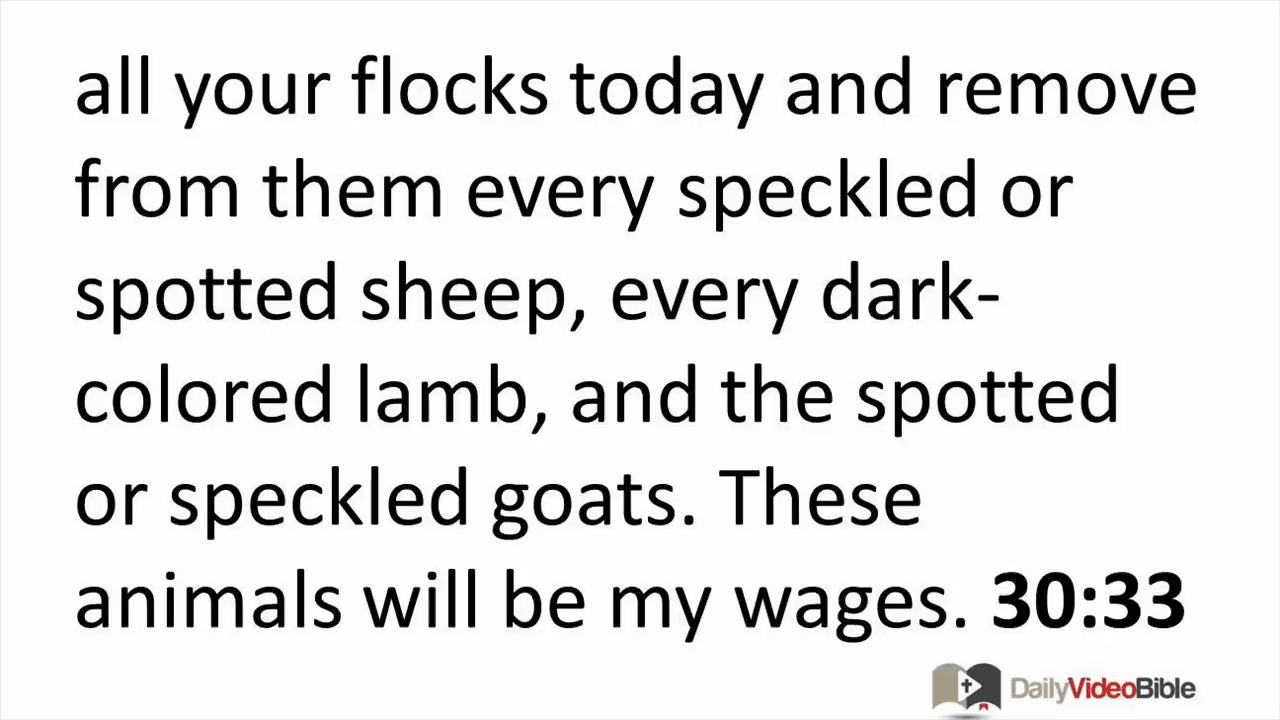 all your flocks today and remove
from them every speckled or
spotted sheep, every dark-
colored lamb, and the spotted
or speckled goats. These
animals will be my wages. 30:33
DailyVideoBible